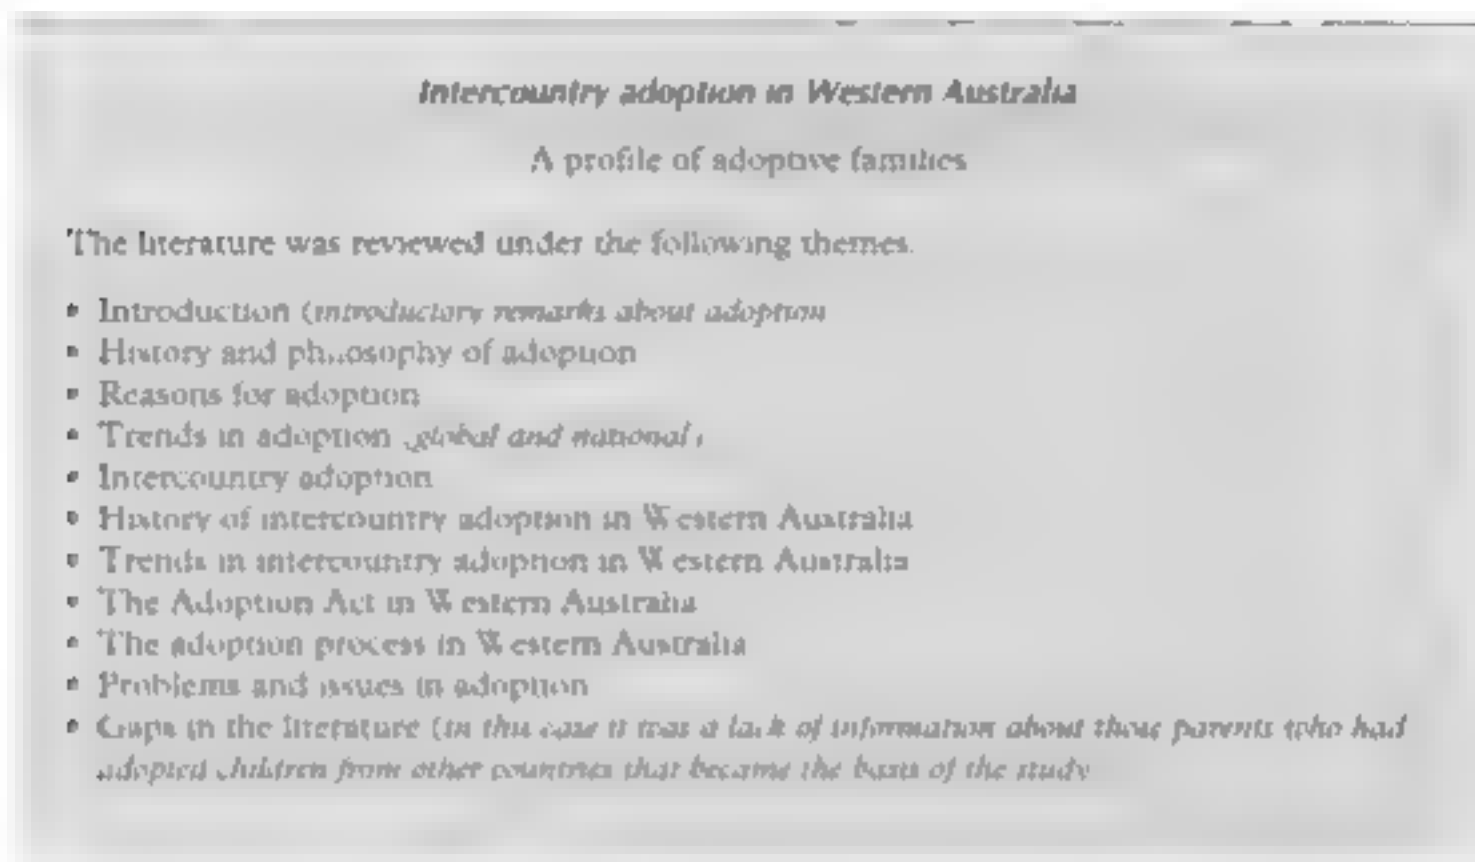 Intercountry adoption in Western Australia
A profile of adoptive families
The literature was reviewed under the following themes.
• Introduction (introductory remarks about adoption
• History and philosophy of adoption
• Reasons for adoption
• Trends in adoption (global and national)
• Intercountry adoption
• History of intercountry adoption in Western Australia
• Trends in intercountry adoption in Western Australia
• The Adoption Act in Western Australia
• The adoption process in Western Australia
• Problems and issues in adoption
• Gaps in the literature (in this case it was a lack of information about those parents who had
adopted children from other countries that became the basis of the study